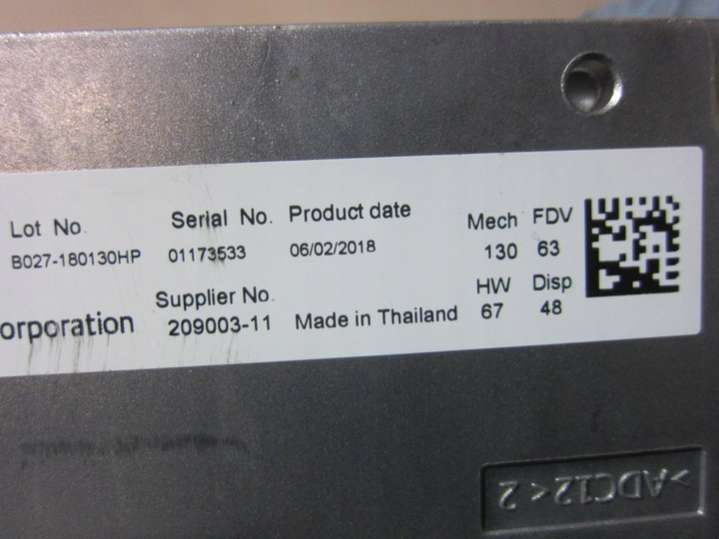 Lot No. Serial No. Product date Mech FDV
B027-180130HP 01173533 06/02/2018 130 63
Supplier No. HW Disp
orporation 209003-11 Made in Thailand 67 48
>ADC12< 2